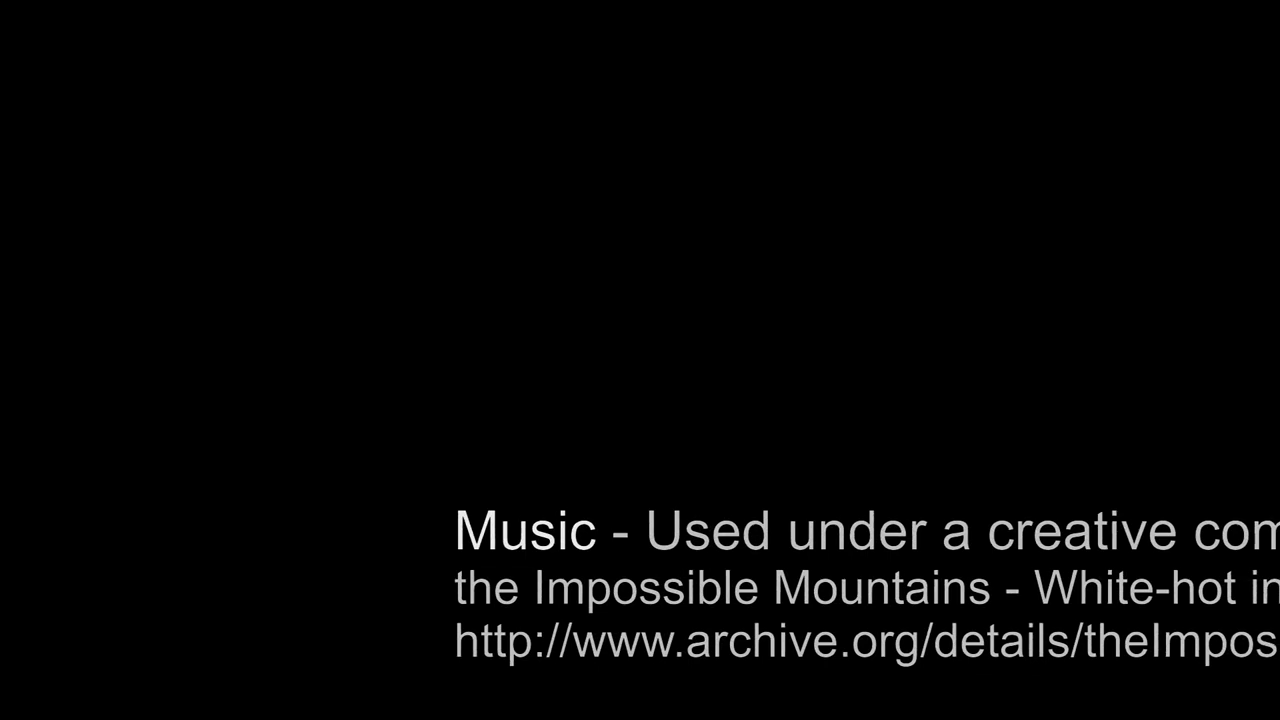 Music - Used under a creative com
the Impossible Mountains - White-hot in
http://www.archive.org/details/theImpos